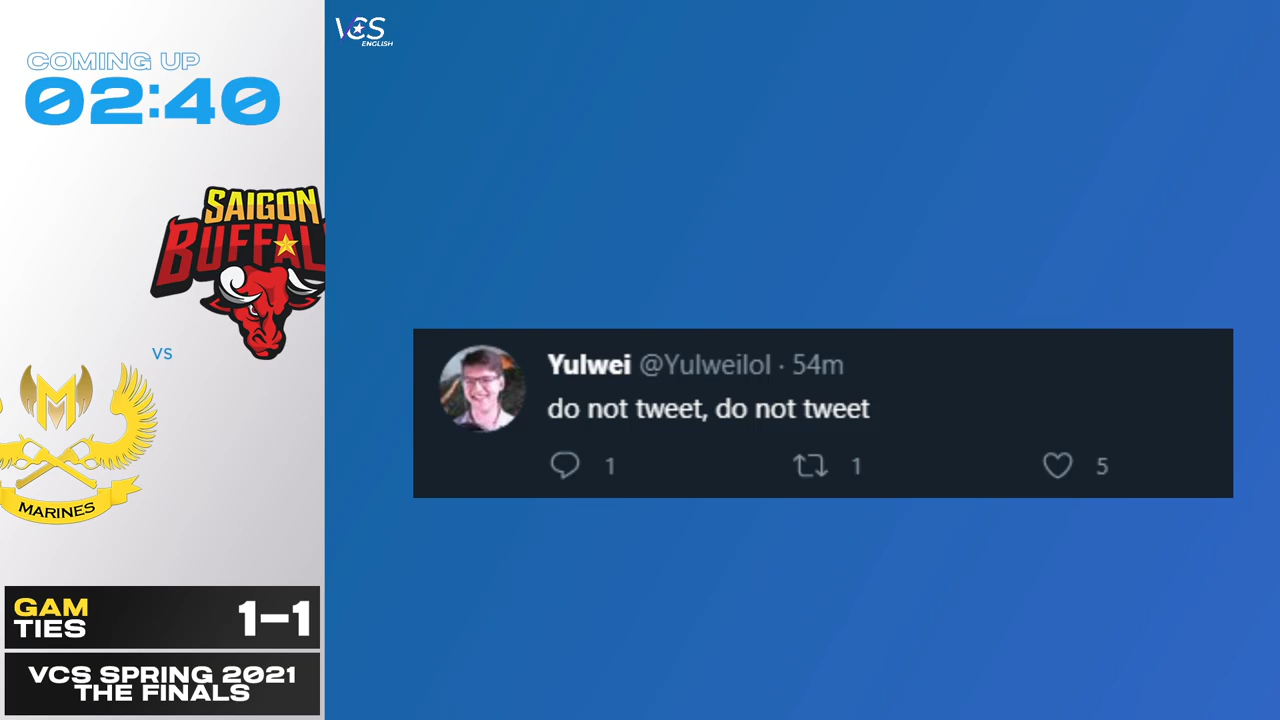 COMING UP
02:40
VCS
ENGLISH
SAIGON
BUFFAL
VS
M
MARINES
Yulwei @Yulweilol · 54m
do not tweet, do not tweet
1 1 5
GAM
TIES
1–1
VCS SPRING 2021
THE FINALS